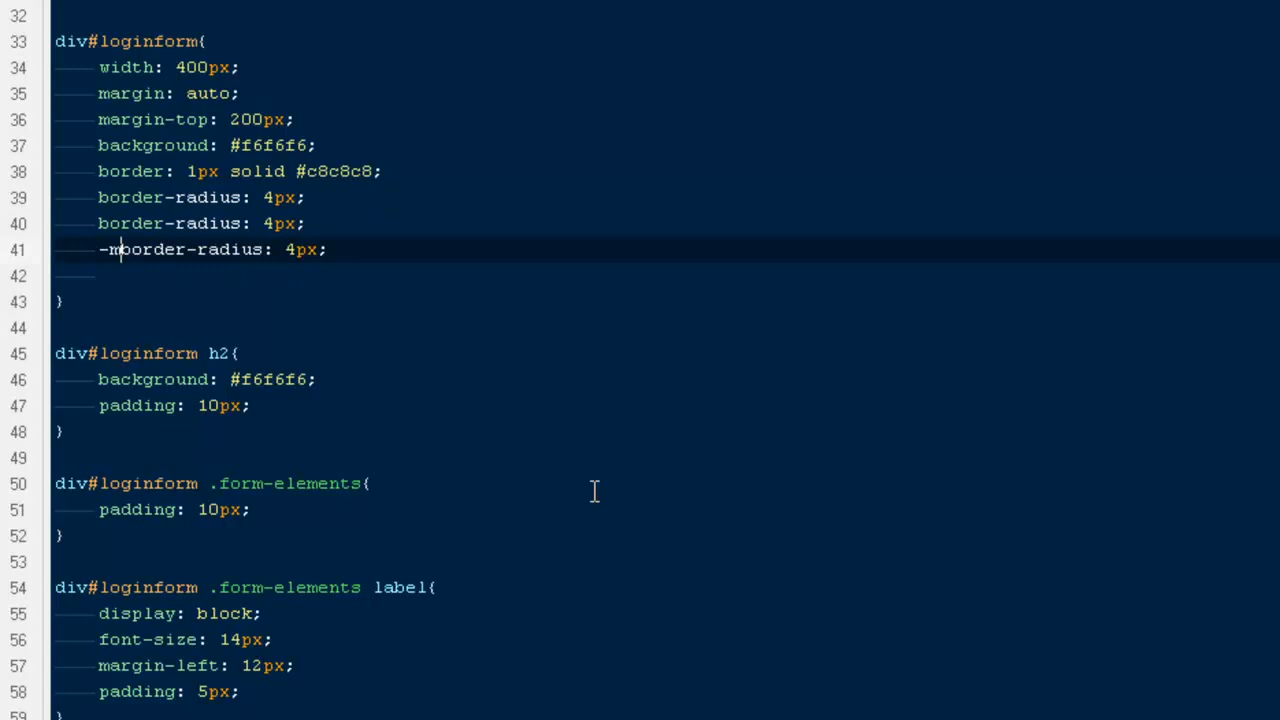 32
33 div#loginform{
34 width: 400px;
35 margin: auto;
36 margin-top: 200px;
37 background: #f6f6f6;
38 border: 1px solid #c8c8c8;
39 border-radius: 4px;
40 border-radius: 4px;
41 -mborder-radius: 4px;
42
43 }
44
45 div#loginform h2{
46 background: #f6f6f6;
47 padding: 10px;
48 }
49
50 div#loginform .form-elements{
51 padding: 10px;
52 }
53
54 div#loginform .form-elements label{
55 display: block;
56 font-size: 14px;
57 margin-left: 12px;
58 padding: 5px;
59 }